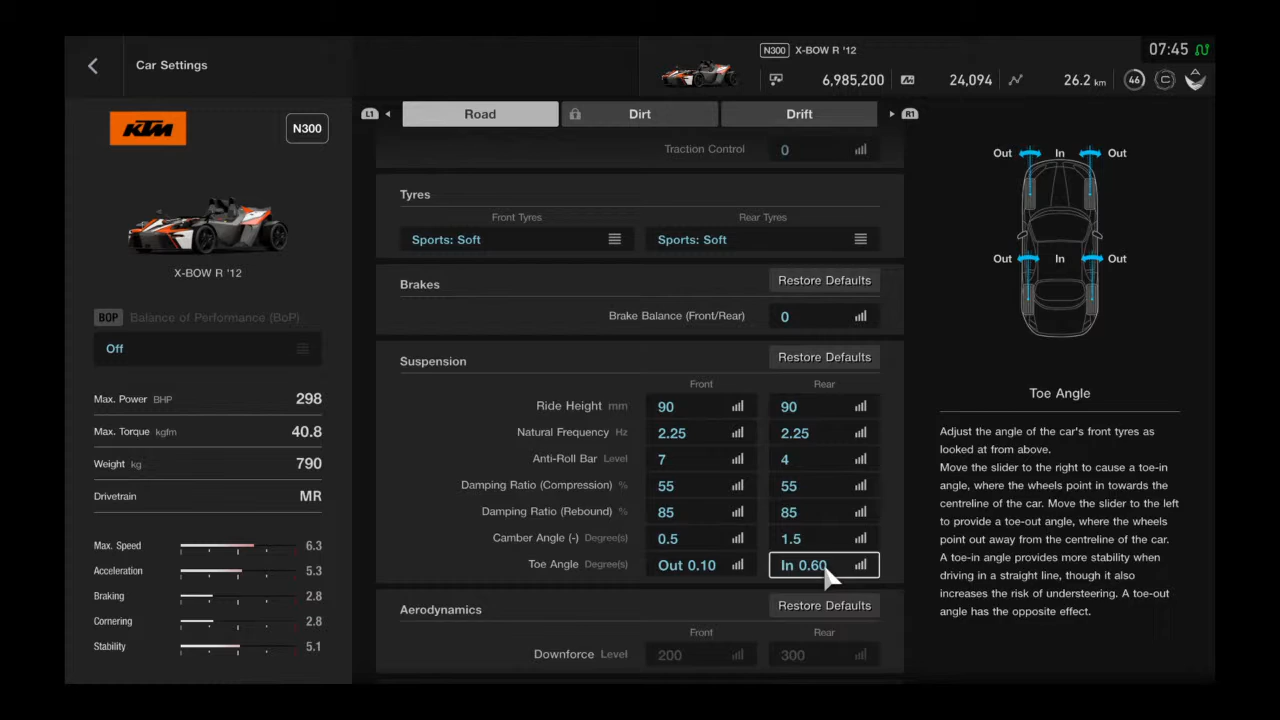 Car Settings
N300 X-BOW R '12
6,985,200 24,094 26.2 km 46
07:45
KTM
N300
X-BOW R '12
BOP Balance of Performance (BoP)
Off
Max. Power BHP 298
Max. Torque kgfm 40.8
Weight kg 790
Drivetrain MR
Max. Speed 6.3
Acceleration 5.3
Braking 2.8
Cornering 2.8
Stability 5.1
L1 Road Dirt Drift R1
Traction Control 0
Tyres
Front Tyres Rear Tyres
Sports: Soft Sports: Soft
Brakes Restore Defaults
Brake Balance (Front/Rear) 0
Suspension Restore Defaults
Front Rear
Ride Height mm 90 90
Natural Frequency Hz 2.25 2.25
Anti-Roll Bar Level 7 4
Damping Ratio (Compression) % 55 55
Damping Ratio (Rebound) % 85 85
Camber Angle (-) Degree(s) 0.5 1.5
Toe Angle Degree(s) Out 0.10 In 0.60
Aerodynamics Restore Defaults
Front Rear
Downforce Level 200 300
Out In Out
Out In Out
Toe Angle
Adjust the angle of the car's front tyres as
looked at from above.
Move the slider to the right to cause a toe-in
angle, where the wheels point in towards the
centreline of the car. Move the slider to the left
to provide a toe-out angle, where the wheels
point out away from the centreline of the car.
A toe-in angle provides more stability when
driving in a straight line, though it also
increases the risk of understeering. A toe-out
angle has the opposite effect.